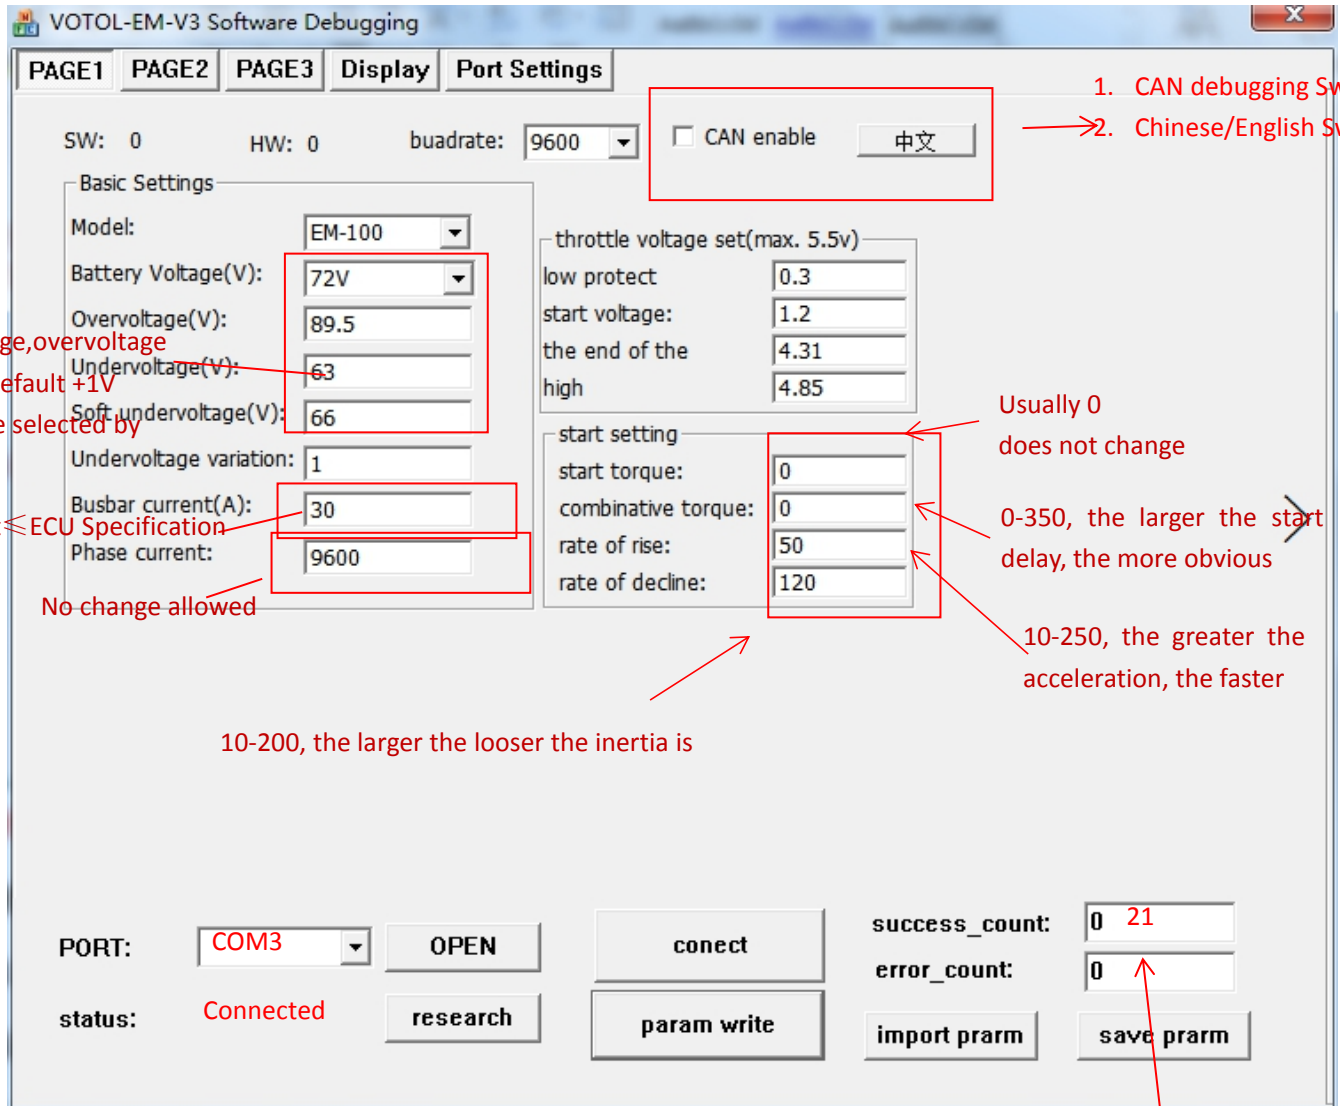 VOTOL-EM-V3 Software Debugging
x
PAGE1 PAGE2 PAGE3 Display Port Settings
1. CAN debugging Sw
2. Chinese/English Sw
SW: 0 HW: 0 buadrate: 9600 CAN enable 中文
Basic Settings
Model: EM-100
Battery Voltage(V): 72V
Overvoltage(V): 89.5
Undervoltage(V): 63
Soft undervoltage(V): 66
Undervoltage variation: 1
Busbar current(A): 30
Phase current: 9600
ge,overvoltage
efault +1V
e selected by
≤ECU Specification
No change allowed
throttle voltage set(max. 5.5v)
low protect 0.3
start voltage: 1.2
the end of the 4.31
high 4.85
start setting
start torque: 0
combinative torque: 0
rate of rise: 50
rate of decline: 120
Usually 0
does not change
0-350, the larger the start
delay, the more obvious
10-250, the greater the
acceleration, the faster
10-200, the larger the looser the inertia is
PORT: COM3 OPEN conect success_count: 0 21
error_count: 0
status: Connected research param write import prarm save prarm